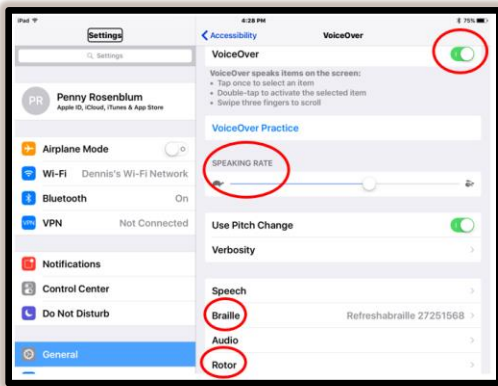 iPad
4:28 PM
75%
Settings
Settings
PR
Penny Rosenblum
Apple ID, iCloud, iTunes & App Store
Airplane Mode
Wi-Fi Dennis's Wi-Fi Network
Bluetooth On
VPN VPN Not Connected
Notifications
Control Center
Do Not Disturb
General
Accessibility VoiceOver
VoiceOver
VoiceOver speaks items on the screen:
• Tap once to select an item
• Double-tap to activate the selected item
• Swipe three fingers to scroll
VoiceOver Practice
SPEAKING RATE
Use Pitch Change
Verbosity
Speech
Braille Refreshabraille 27251568
Audio
Rotor